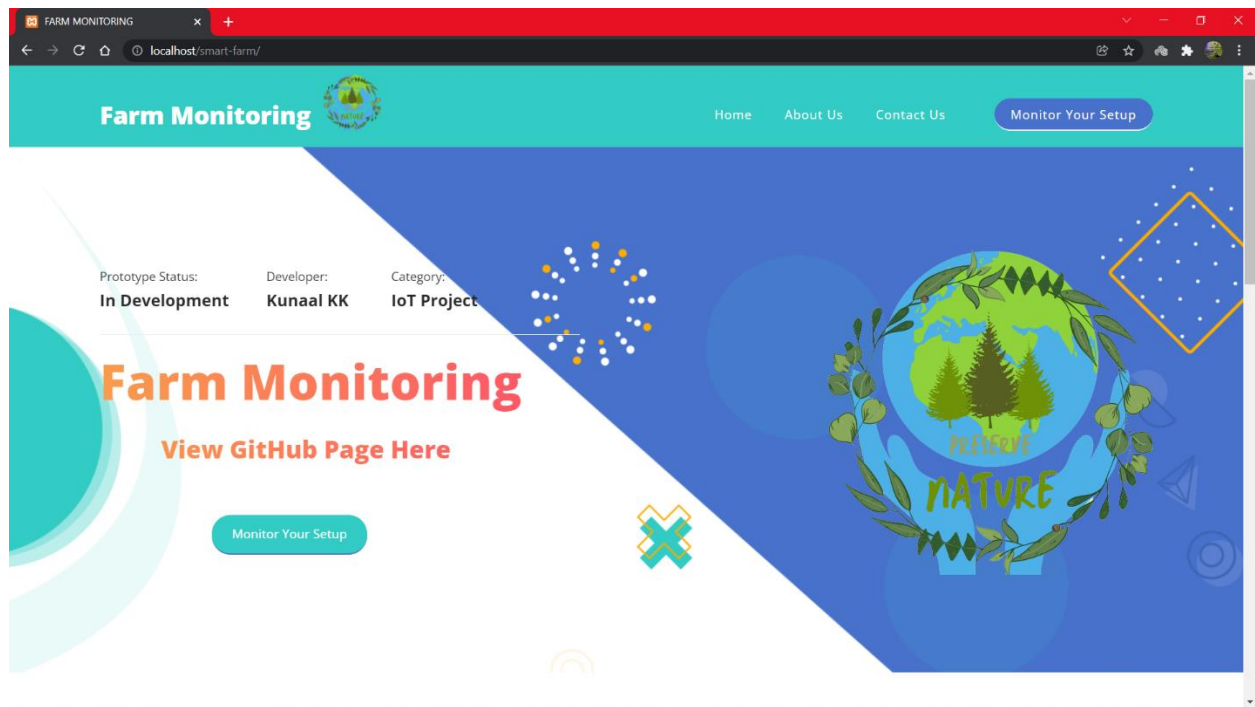 FARM MONITORING
localhost/smart-farm/
Farm Monitoring
NATURE
Home About Us Contact Us Monitor Your Setup
Prototype Status: Developer: Category:
In Development Kunaal KK IoT Project
Farm Monitoring
View GitHub Page Here
Monitor Your Setup
PRESERVE
NATURE